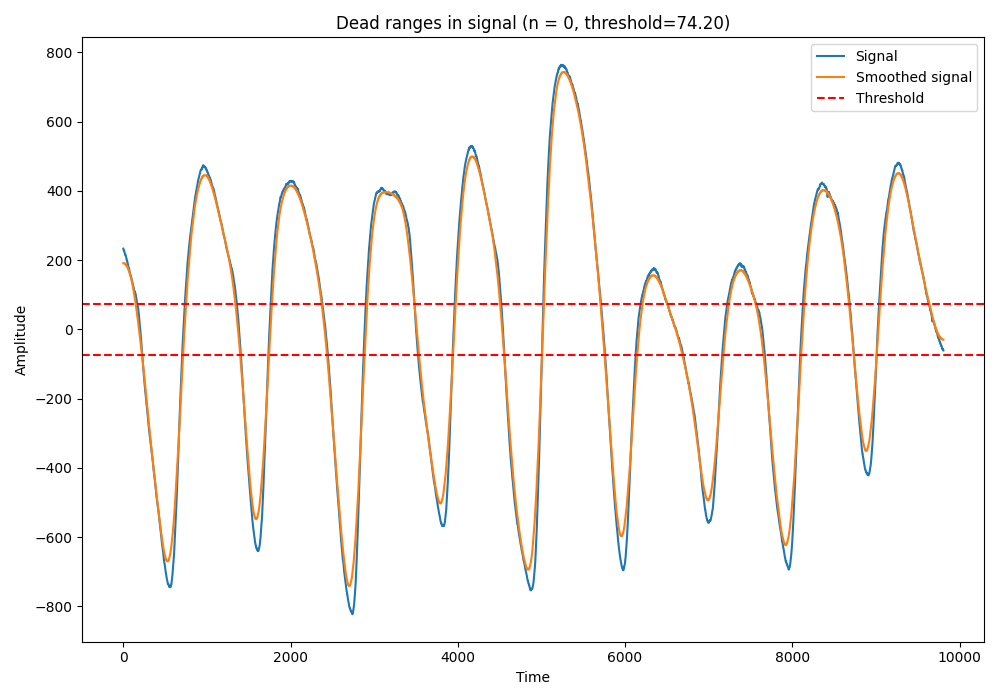 Dead ranges in signal (n = 0, threshold=74.20)
Signal
Smoothed signal
Threshold
Amplitude
800
600
400
200
0
−200
−400
−600
−800
0
2000
4000
6000
8000
10000
Time